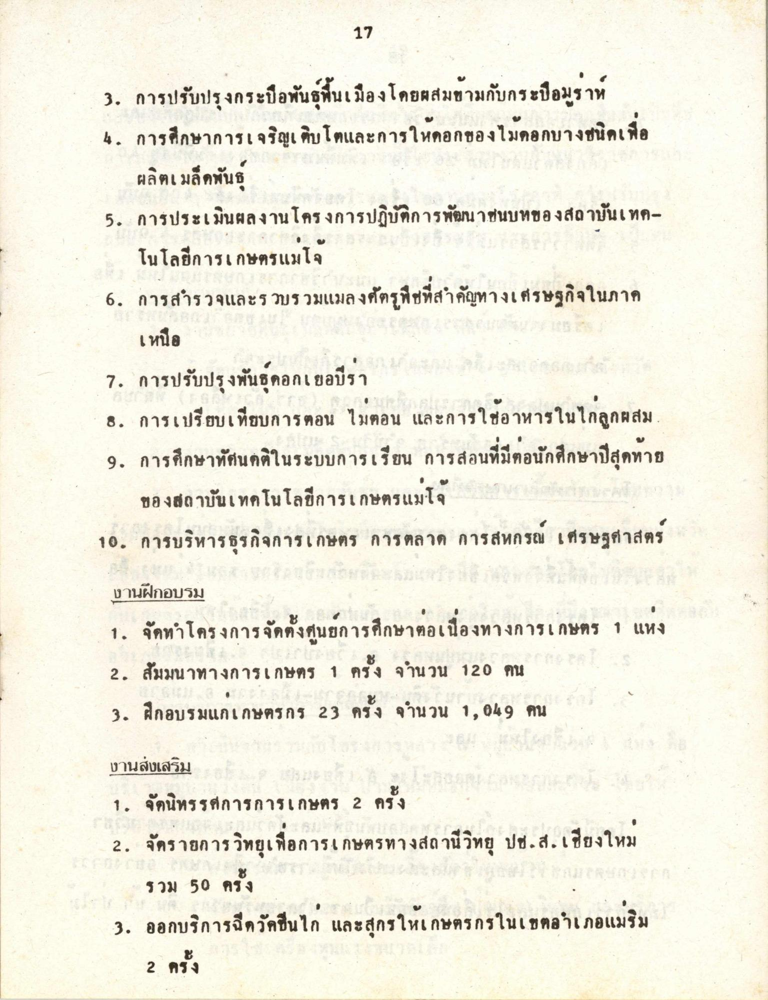 17
3. การปรับปรุงกระบือพันธุ์พื้นเมืองโดยผสมข้ามกับกระบือมูร่าห์
4. การศึกษาการเจริญเติบโตและการให้ดอกของไม้ดอกบางชนิดเพื่อ
ผลิตเมล็ดพันธุ์
5. การประเมินผลงานโครงการปฏิบัติการพัฒนาชนบทของสถาบันเทค-
โนโลยีการเกษตรแม่โจ้
6. การสำรวจและรวบรวมแมลงศัตรูพืชที่สำคัญทางเศรษฐกิจในภาค
เหนือ
7. การปรับปรุงพันธุ์ดอกเยอบีร่า
8. การเปรียบเทียบการตอน ไม่ตอน และการใช้อาหารในไก่ลูกผสม
9. การศึกษาทัศนคติในระบบการเรียน การสอนที่มีต่อนักศึกษาปีสุดท้าย
ของสถาบันเทคโนโลยีการเกษตรแม่โจ้
10. การบริหารธุรกิจการเกษตร การตลาด การสหกรณ์ เศรษฐศาสตร์
งานฝึกอบรม
1. จัดทำโครงการจัดตั้งศูนย์การศึกษาต่อเนื่องทางการเกษตร 1 แห่ง
2. สัมมนาทางการเกษตร 1 ครั้ง จำนวน 120 คน
3. ฝึกอบรมแก่เกษตรกร 23 ครั้ง จำนวน 1,049 คน
งานส่งเสริม
1. จัดนิทรรศการการเกษตร 2 ครั้ง
2. จัดรายการวิทยุเพื่อการเกษตรทางสถานีวิทยุ ปช.ส.เชียงใหม่
รวม 50 ครั้ง
3. ออกบริการฉีดวัคซีนไก่ และสุกรให้เกษตรกรในเขตอำเภอแม่ริม
2 ครั้ง